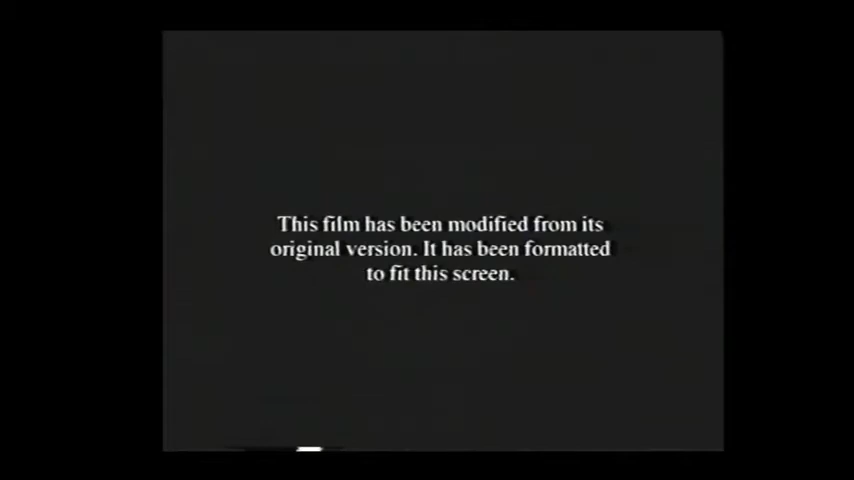 This film has been modified from its
original version. It has been formatted
to fit this screen.